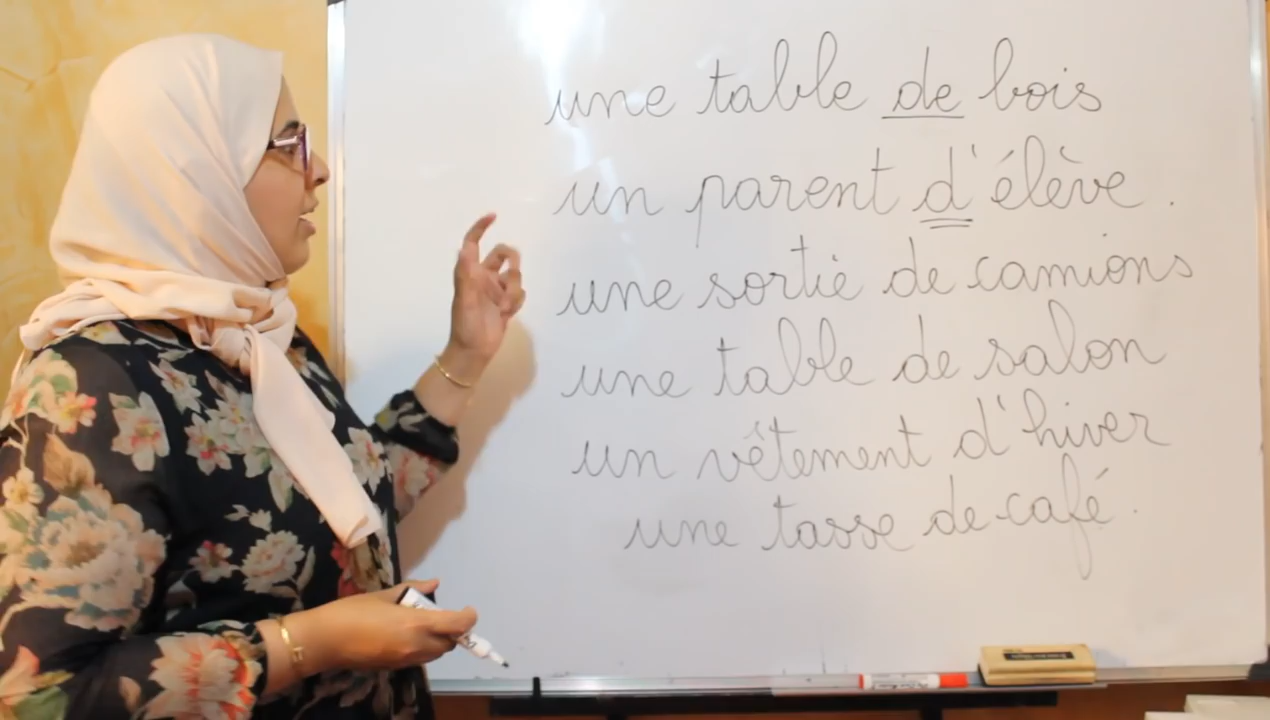 une table de bois
un parent d'élève.
une sortie de camions
une table de salon
un vêtement d'hiver
une tasse de café.